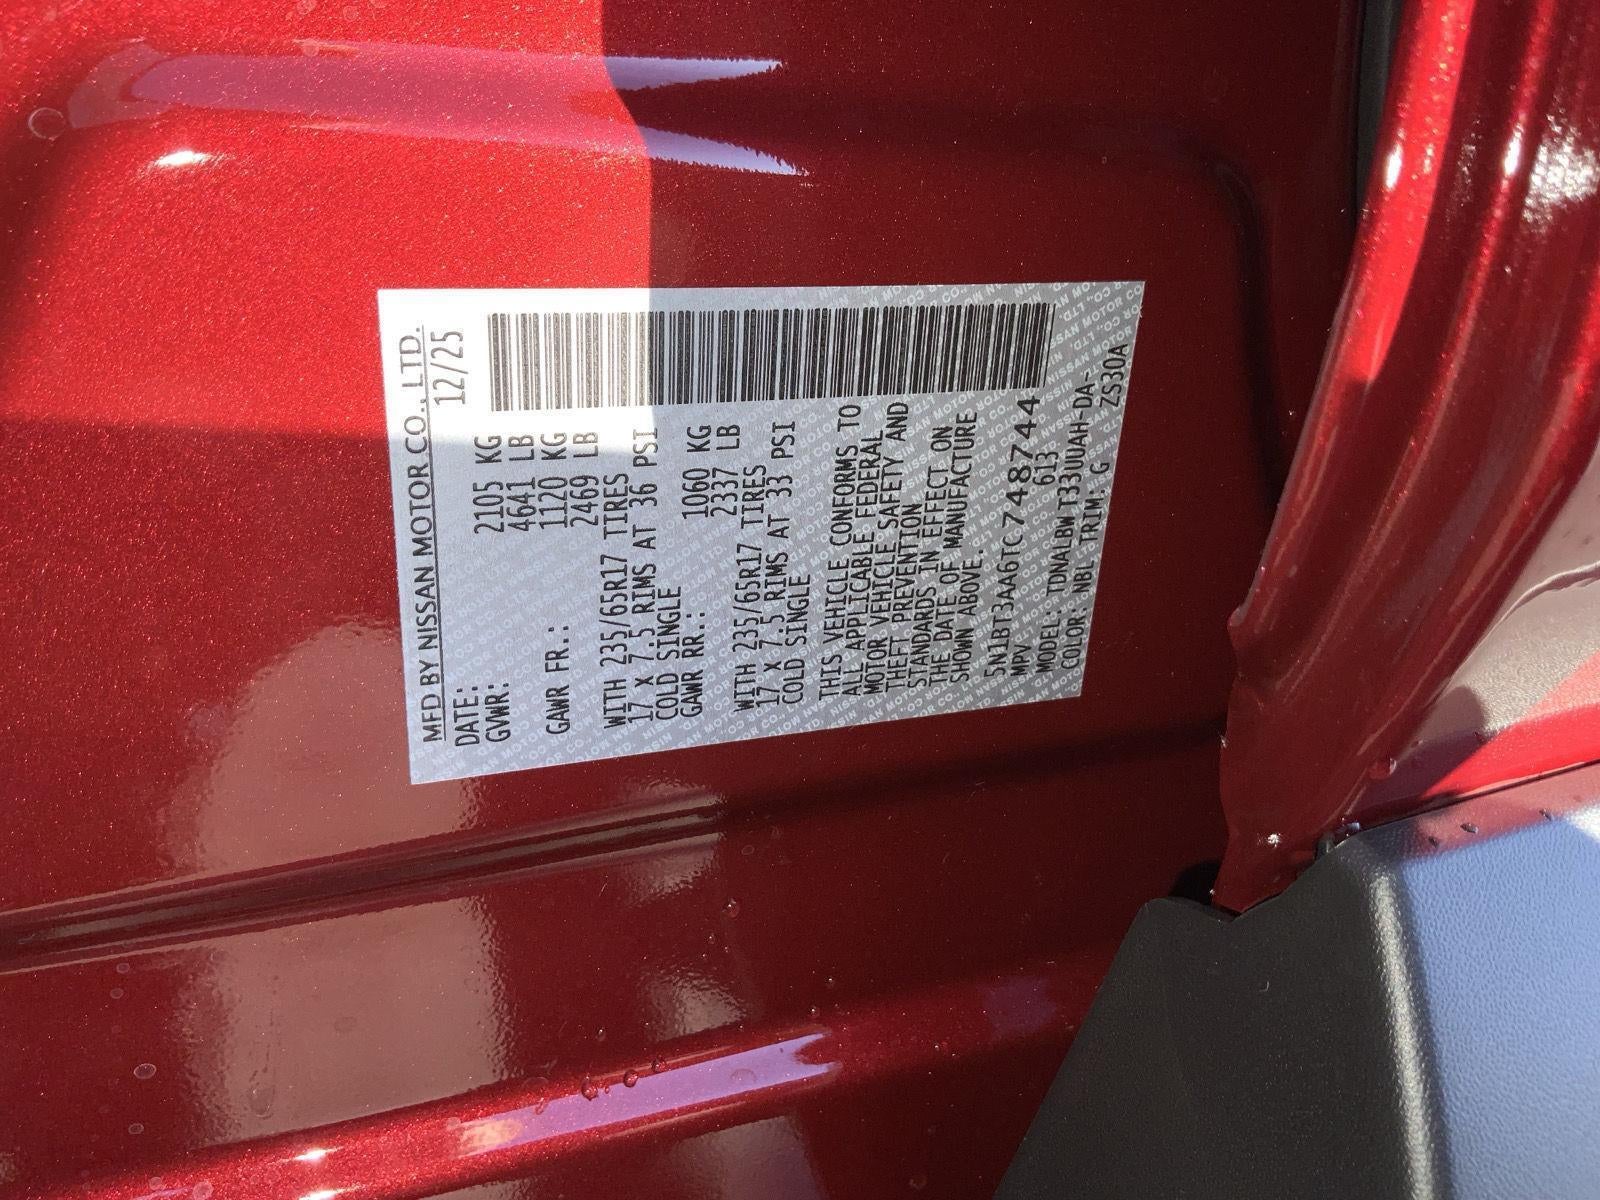 MFD BY NISSAN MOTOR CO., LTD.
DATE: 12/25
GVWR: 2105 KG
4641 LB
GAWR FR.: 1120 KG
2469 LB
WITH 235/65R17 TIRES
17 X 7.5 RIMS AT 36 PSI
COLD SINGLE
GAWR RR.: 1060 KG
2337 LB
WITH 235/65R17 TIRES
17 X 7.5 RIMS AT 33 PSI
COLD SINGLE
THIS VEHICLE CONFORMS TO
ALL APPLICABLE FEDERAL
MOTOR VEHICLE SAFETY AND
THEFT PREVENTION
STANDARDS IN EFFECT ON
THE DATE OF MANUFACTURE
SHOWN ABOVE.
5N1BT3AA6TC748744
MPV 613
MODEL: TDNALBWT33UUAH-DA-
COLOR: NBL TRIM: G ZS30A